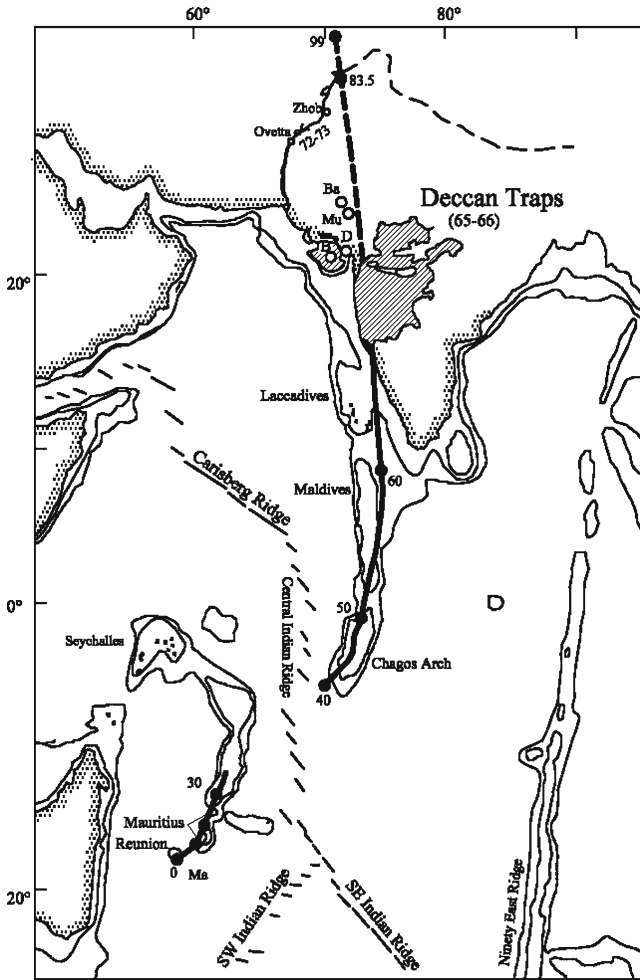 60°
80°
99
83.5
Zhob
Ovetta
72-73
Ba
Mu
Deccan Traps
(65-66)
D
B
20°
Laccadives
Carlsberg Ridge
Maldives
60
Central Indian Ridge
0°
50
Seychalles
Chagos Arch
40
30
Mauritius
Reunion
0 Ma
20°
SW Indian Ridge
SE Indian Ridge
Ninety East Ridge